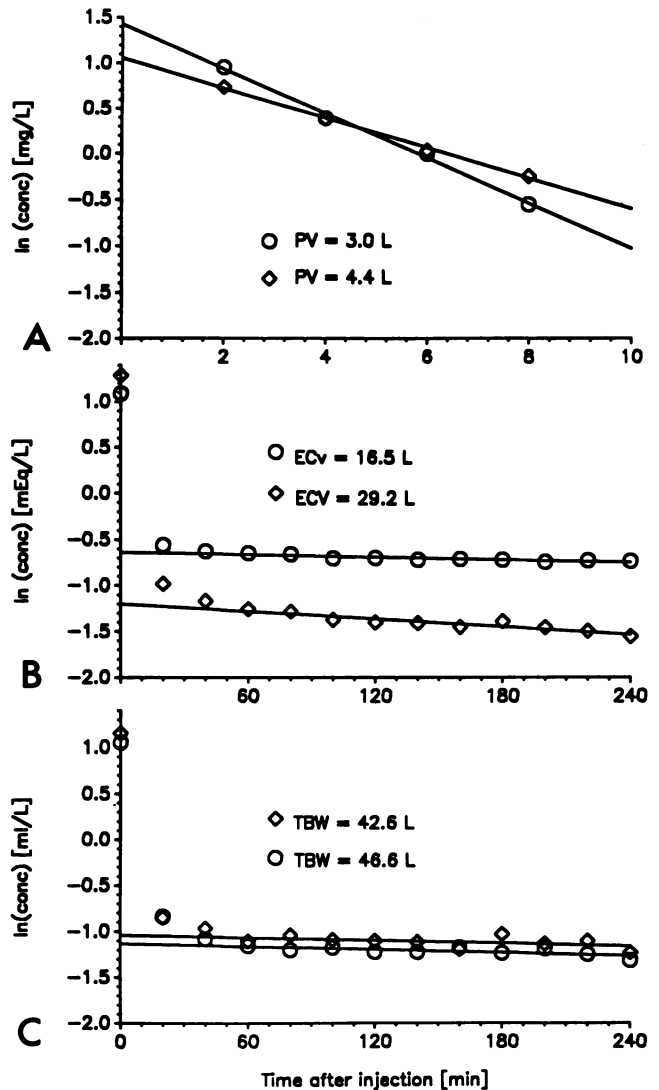 1.5
1.0
0.5
0.0
−0.5
−1.0
−1.5
−2.0
ln (conc) [mg/L]
PV = 3.0 L
PV = 4.4 L
A
2 4 6 8 10
1.0
0.5
0.0
−0.5
−1.0
−1.5
−2.0
ln (conc) [mEq/L]
ECv = 16.5 L
ECV = 29.2 L
B
60 120 180 240
1.0
0.5
0.0
−0.5
−1.0
−1.5
−2.0
ln(conc) [ml/L]
TBW = 42.6 L
TBW = 46.6 L
C
0 60 120 180 240
Time after injection [min]